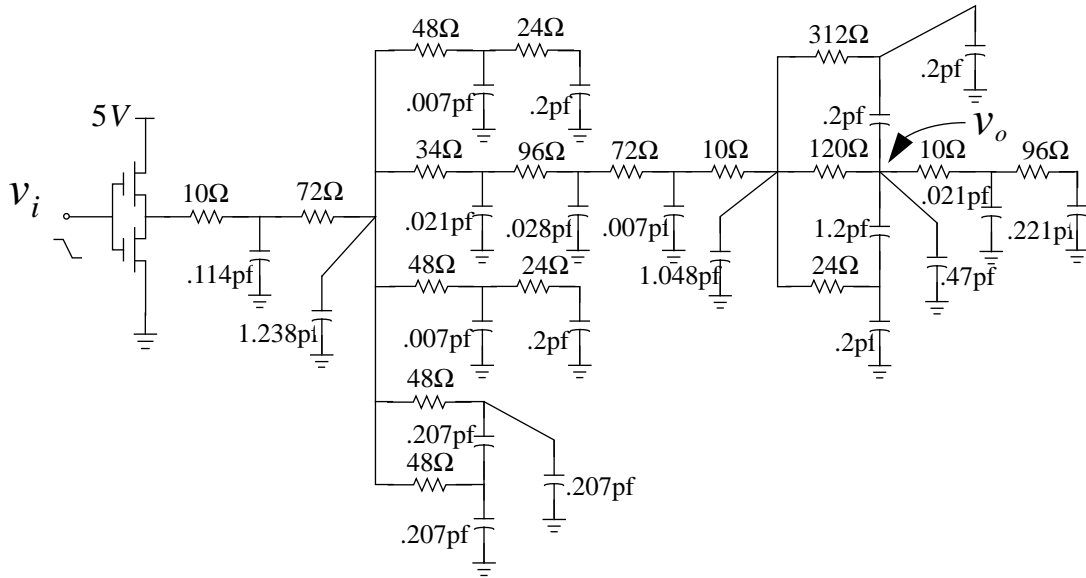 48Ω 24Ω
.007pf .2pf
312Ω
.2pf
5V
.2pf
v_o
34Ω 96Ω 72Ω 10Ω 120Ω 10Ω 96Ω
v_i
10Ω 72Ω
.021pf
.021pf .028pf .007pf 1.2pf .221pf
.114pf
48Ω 24Ω 1.048pf 24Ω .47pf
1.238pf
.007pf .2pf .2pf
48Ω
.207pf
48Ω
.207pf
.207pf